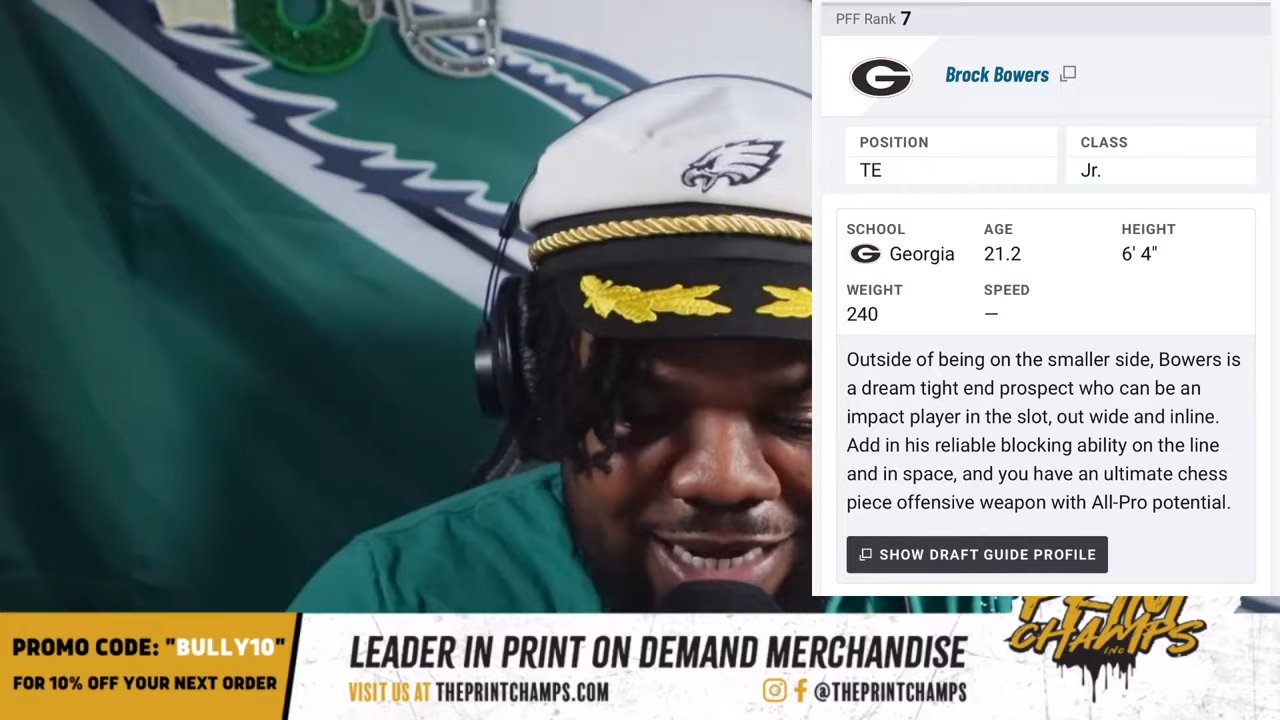 PFF Rank 7
Brock Bowers
POSITION
CLASS
TE
Jr.
SCHOOL
AGE
HEIGHT
Georgia
21.2
6' 4"
WEIGHT
SPEED
240
—
Outside of being on the smaller side, Bowers is
a dream tight end prospect who can be an
impact player in the slot, out wide and inline.
Add in his reliable blocking ability on the line
and in space, and you have an ultimate chess
piece offensive weapon with All-Pro potential.
SHOW DRAFT GUIDE PROFILE
PROMO CODE: "BULLY10"
FOR 10% OFF YOUR NEXT ORDER
LEADER IN PRINT ON DEMAND MERCHANDISE
VISIT US AT THEPRINTCHAMPS.COM
@THEPRINTCHAMPS
CHAMPS
INC